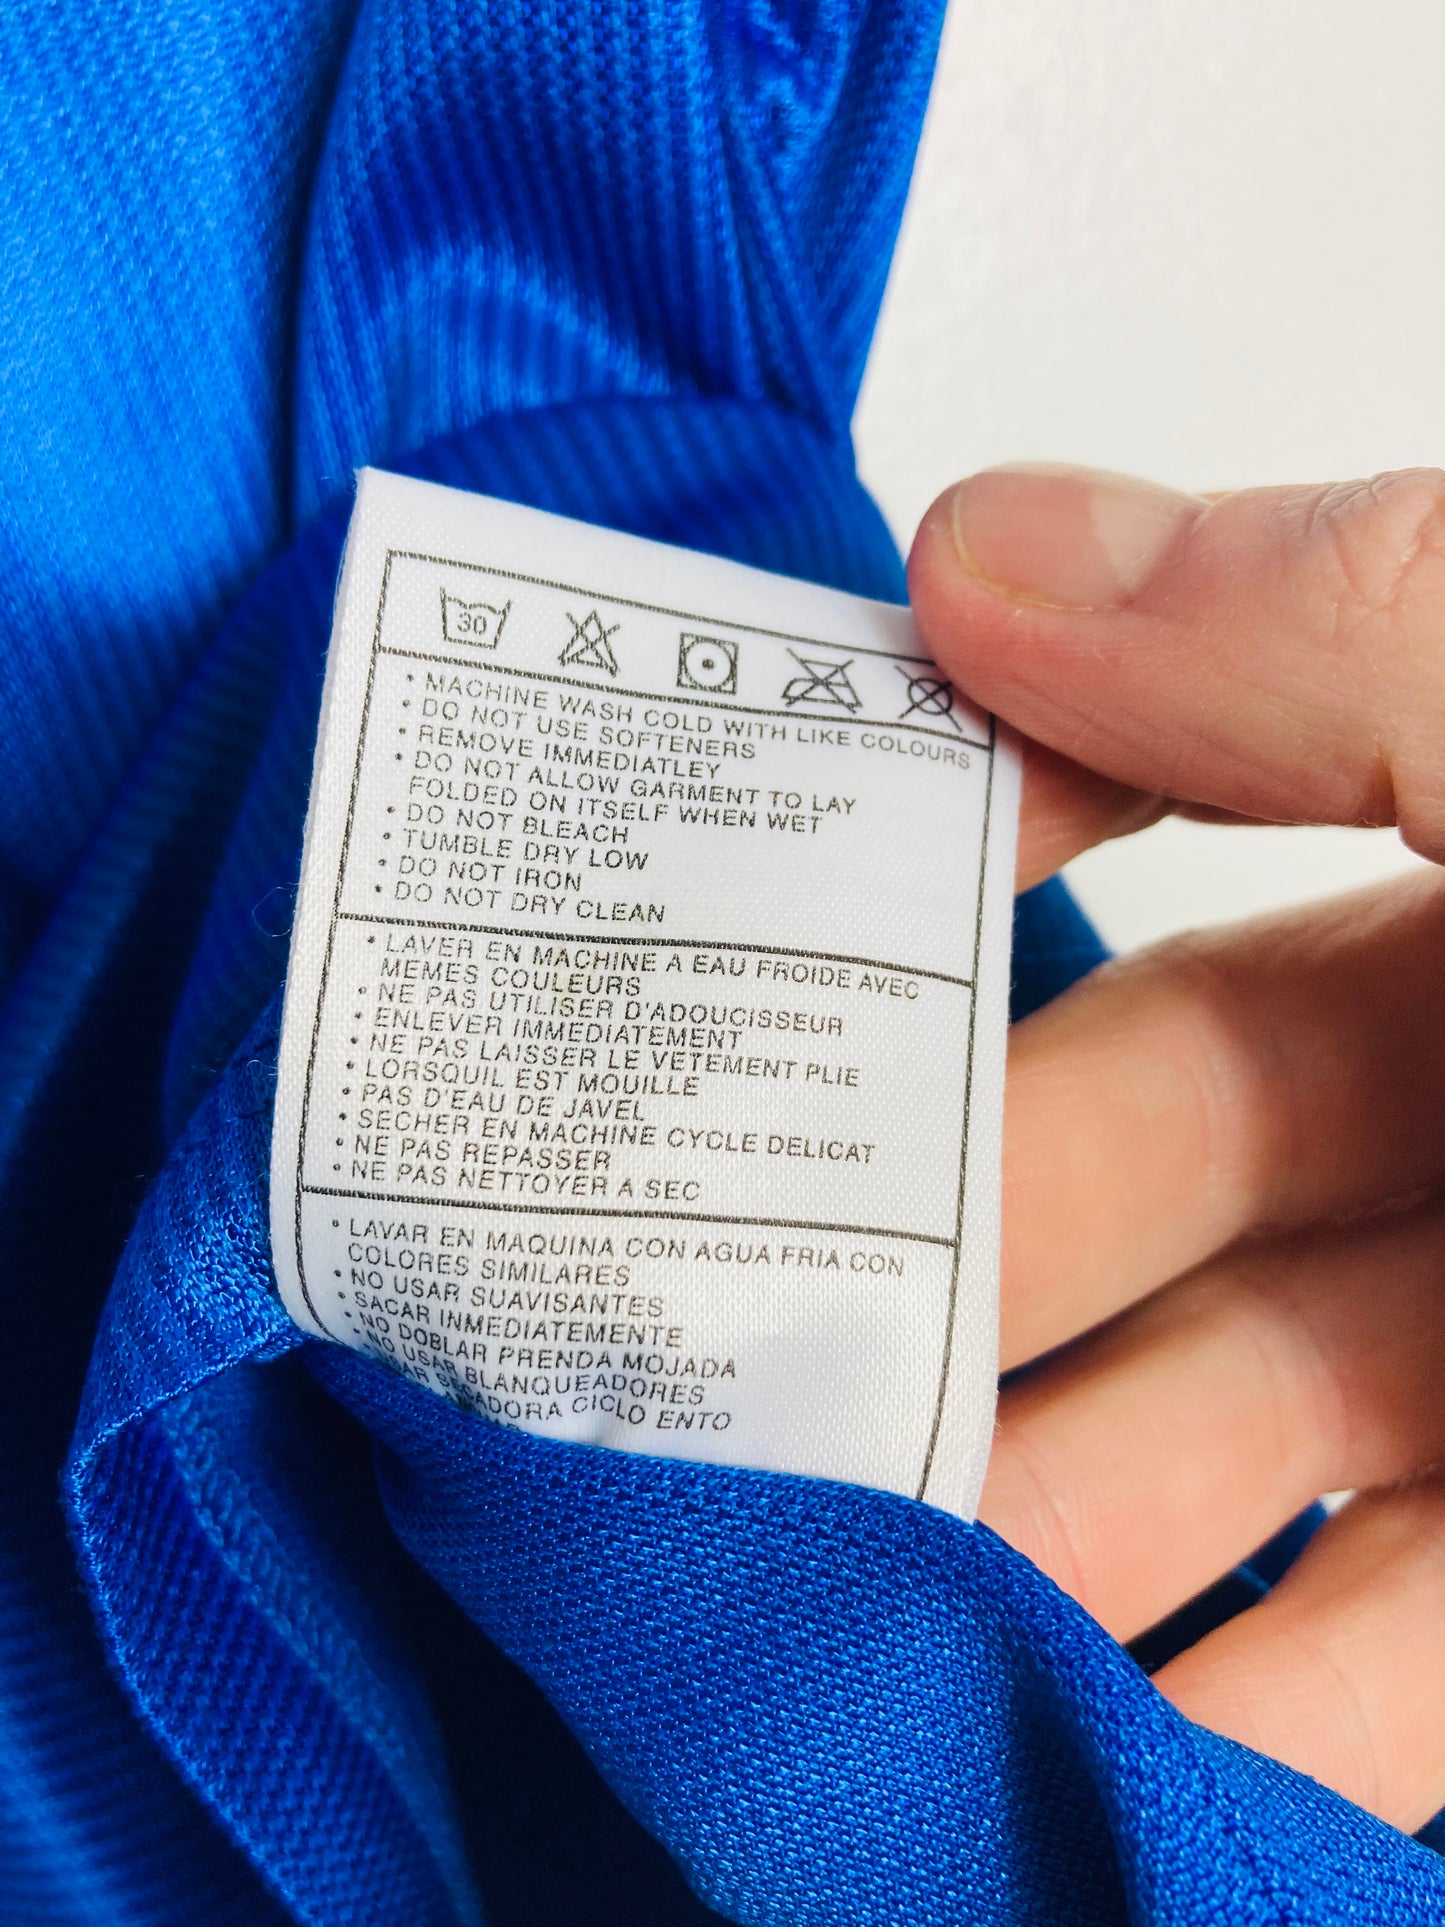 30
• MACHINE WASH COLD WITH LIKE COLOURS
• DO NOT USE SOFTENERS
• REMOVE IMMEDIATLEY
• DO NOT ALLOW GARMENT TO LAY
FOLDED ON ITSELF WHEN WET
• DO NOT BLEACH
• TUMBLE DRY LOW
• DO NOT IRON
• DO NOT DRY CLEAN
• LAVER EN MACHINE A EAU FROIDE AVEC
MEMES COULEURS
• NE PAS UTILISER D'ADOUCISSEUR
• ENLEVER IMMEDIATEMENT
• NE PAS LAISSER LE VETEMENT PLIE
• LORSQUIL EST MOUILLE
• PAS D'EAU DE JAVEL
• SECHER EN MACHINE CYCLE DELICAT
• NE PAS REPASSER
• NE PAS NETTOYER A SEC
• LAVAR EN MAQUINA CON AGUA FRIA CON
COLORES SIMILARES
• NO USAR SUAVISANTES
• SACAR INMEDIATEMENTE
• NO DOBLAR PRENDA MOJADA
• NO USAR BLANQUEADORES
CICLO ENTO